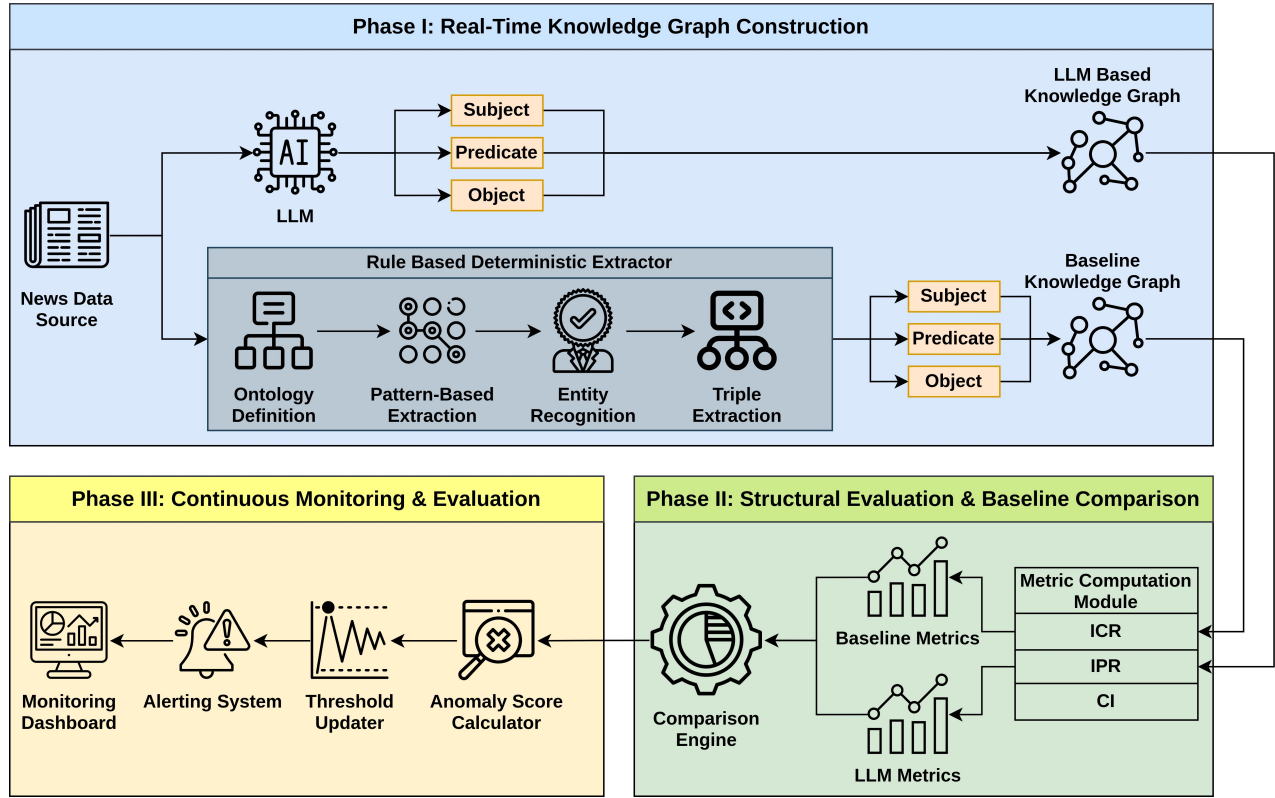 Phase I: Real-Time Knowledge Graph Construction
LLM Based
Knowledge Graph
Subject
Predicate
Object
AI
LLM
News Data
Source
Rule Based Deterministic Extractor
Ontology
Definition
Pattern-Based
Extraction
Entity
Recognition
Triple
Extraction
Subject
Predicate
Object
Baseline
Knowledge Graph
Phase III: Continuous Monitoring & Evaluation
Monitoring
Dashboard
Alerting System
Threshold
Updater
Anomaly Score
Calculator
Phase II: Structural Evaluation & Baseline Comparison
Comparison
Engine
Baseline Metrics
LLM Metrics
Metric Computation
Module
ICR
IPR
CI